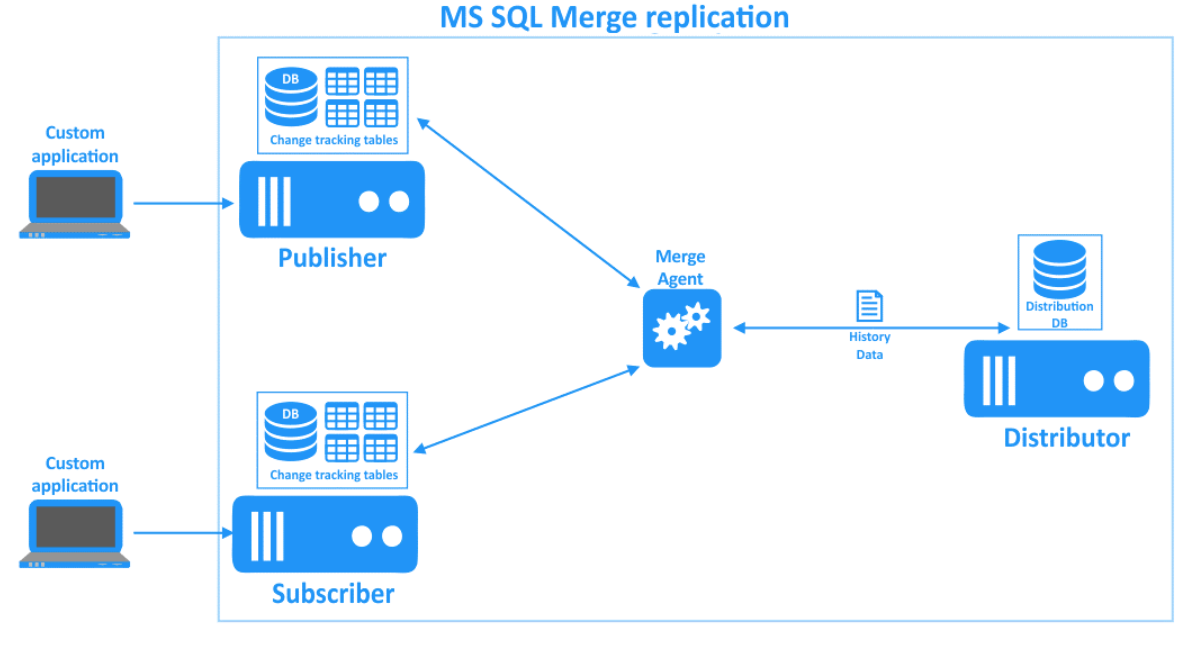 MS SQL Merge replication
DB
Change tracking tables
Custom
application
Publisher
Merge
Agent
History
Data
Distribution
DB
Distributor
DB
Change tracking tables
Custom
application
Subscriber